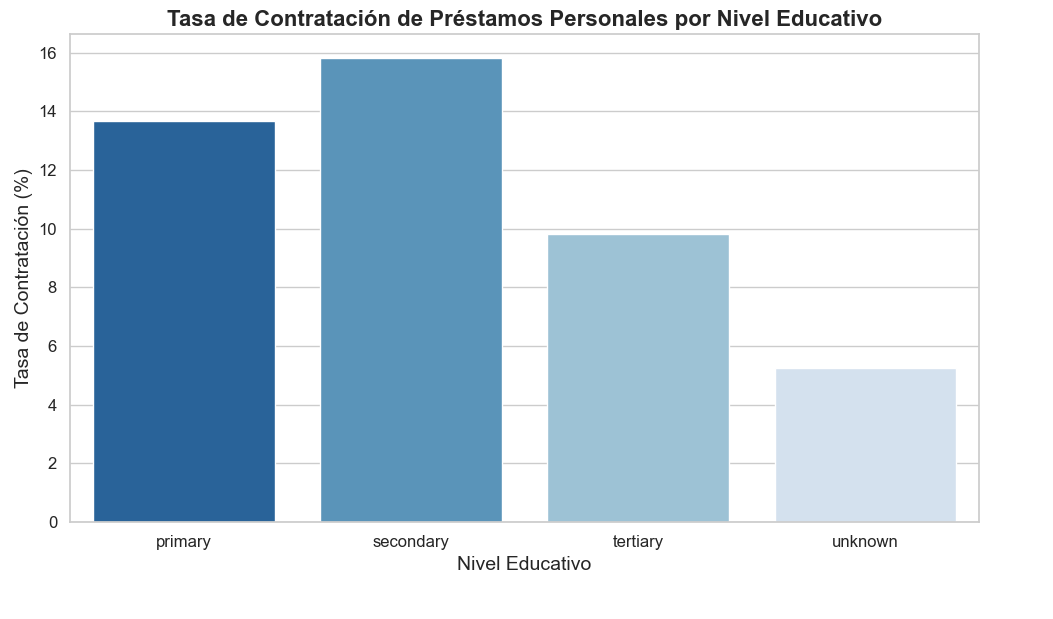 Tasa de Contratación de Préstamos Personales por Nivel Educativo
Tasa de Contratación (%)
16
14
12
10
8
6
4
2
0
primary secondary tertiary unknown
Nivel Educativo